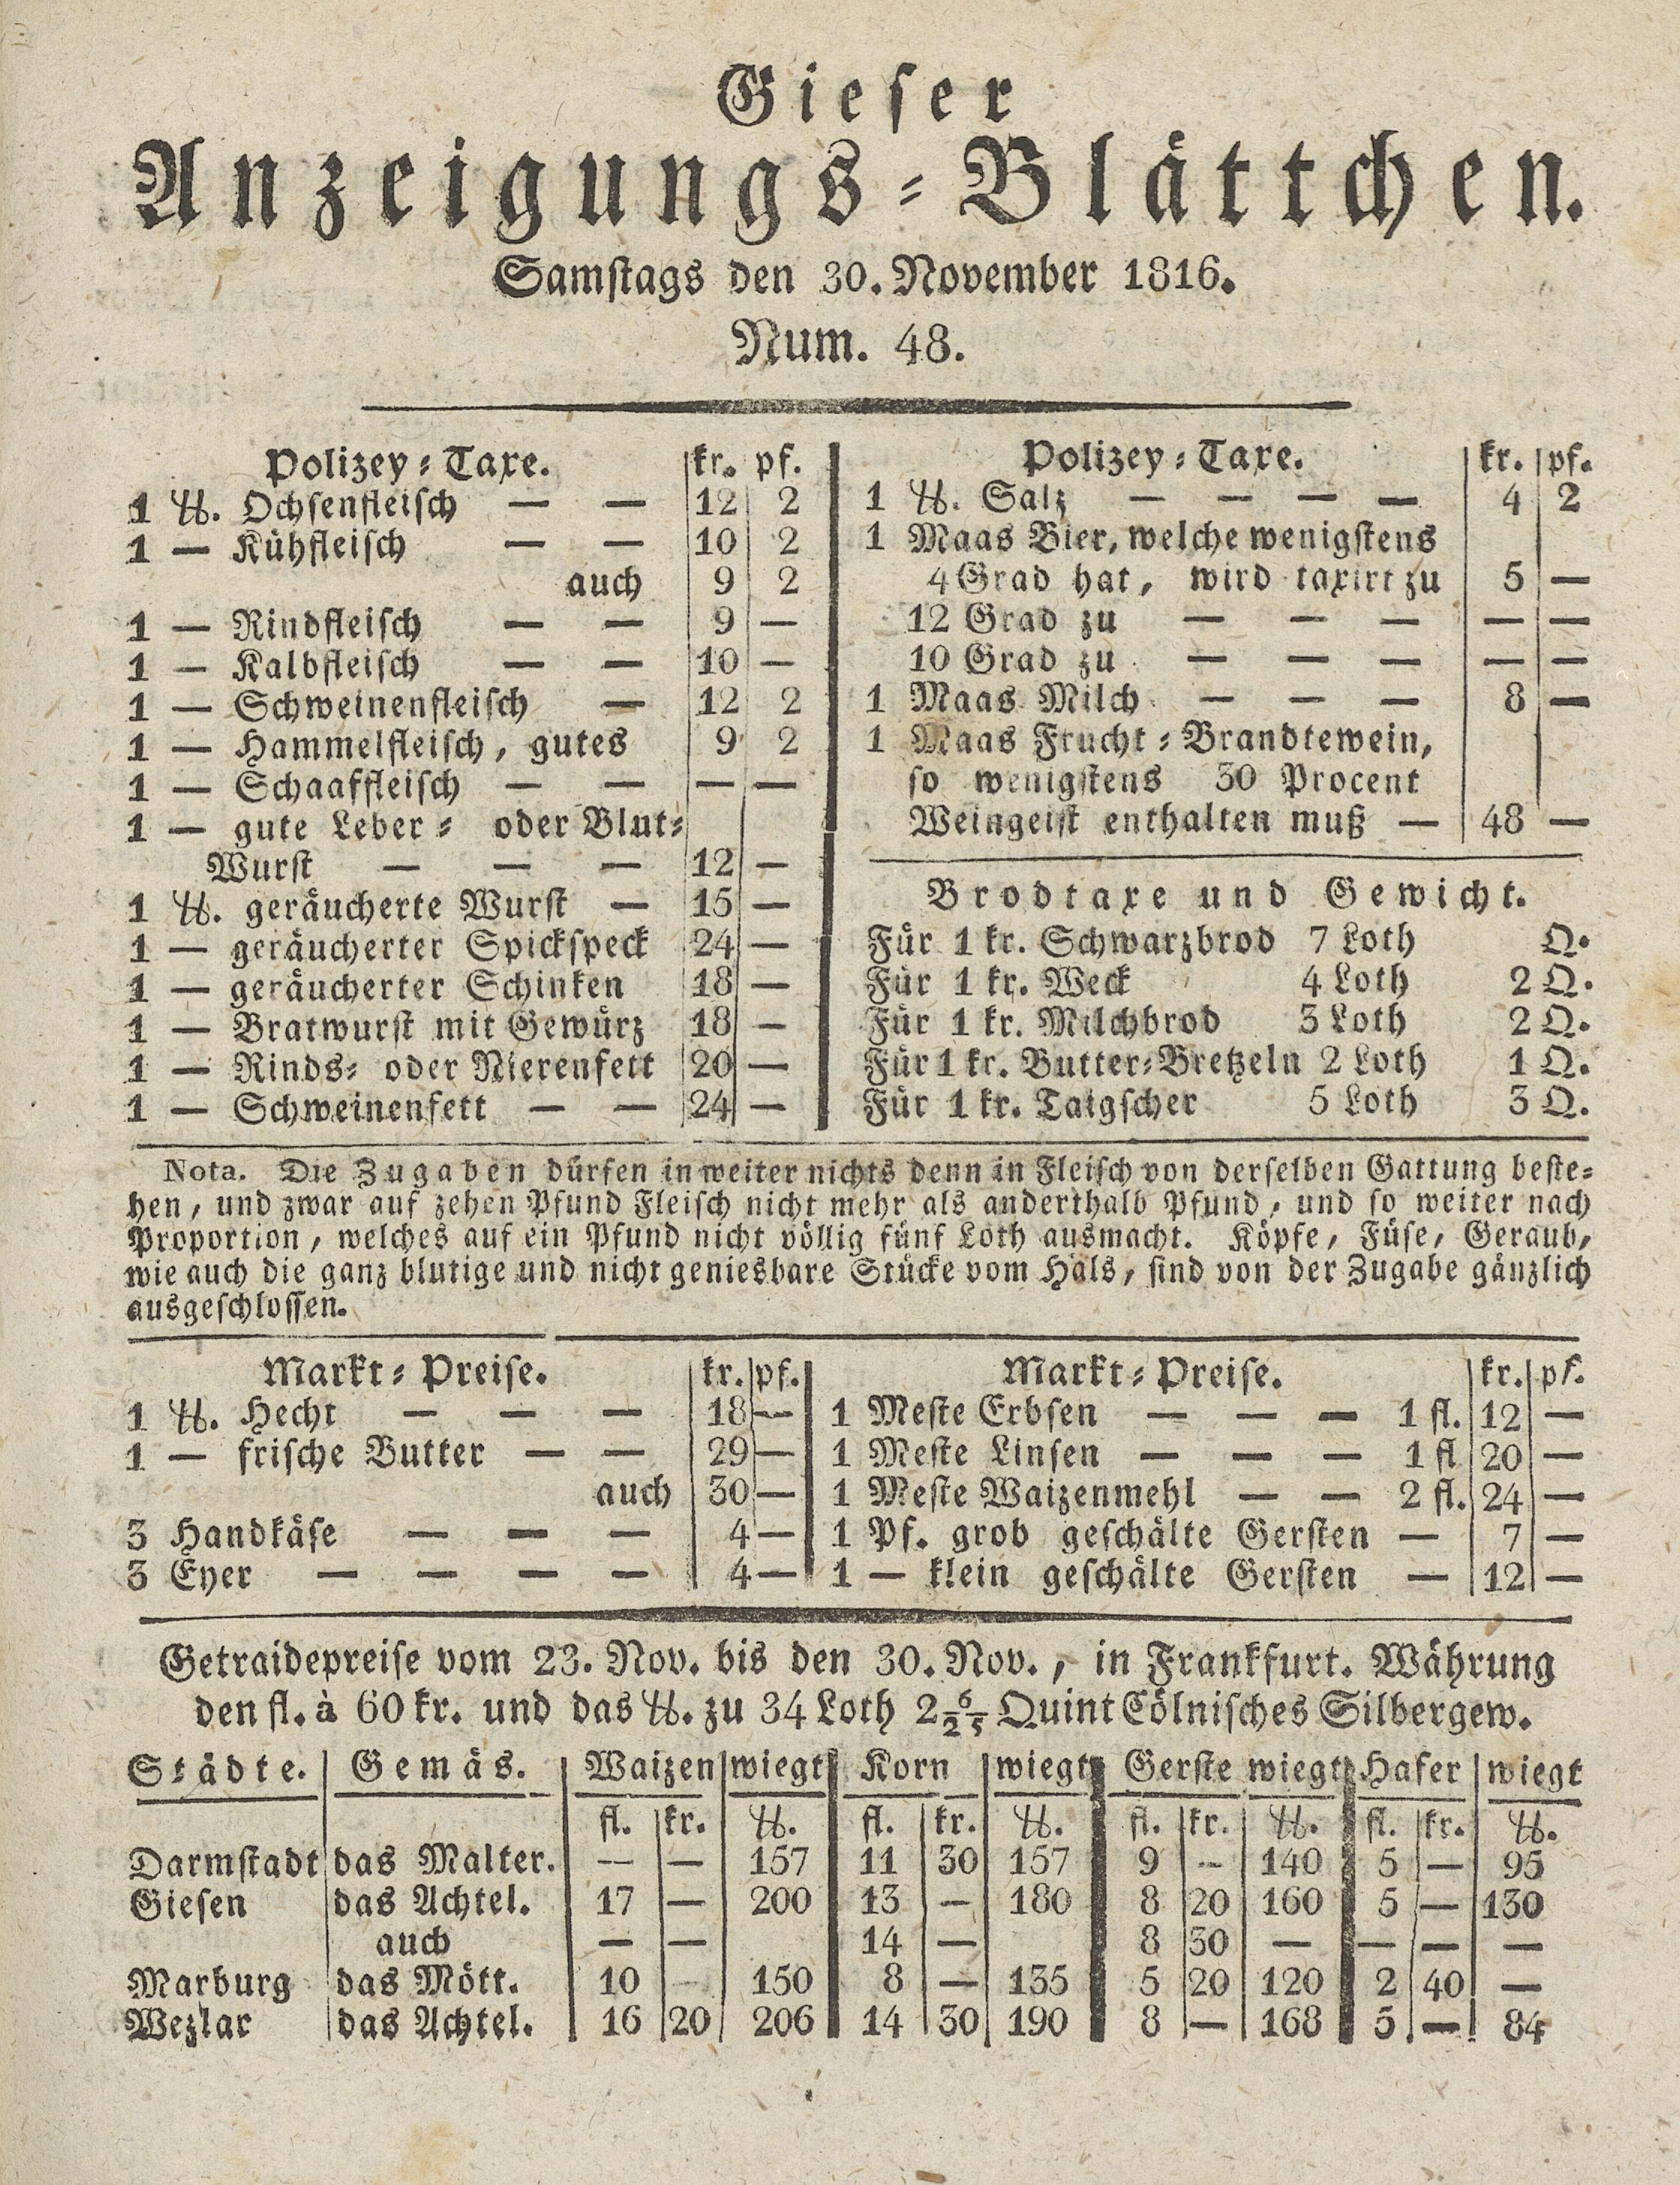 Gieser
Anzeigungs-Blättchen.
Samstags den 30. November 1816.
Num. 48.
Polizey-Taxe. kr. pf.
1 ℔. Ochsenfleisch — — 12 2
1 — Kühfleisch — — 10 2
auch 9 2
1 — Rindfleisch — — 9 —
1 — Kalbfleisch — — 10 —
1 — Schweinenfleisch — 12 2
1 — Hammelfleisch, gutes 9 2
1 — Schaaffleisch — — — —
1 — gute Leber- oder Blut-
Wurst — — — 12 —
1 ℔. geräucherte Wurst — 15 —
1 — geräucherter Spickspeck 24 —
1 — geräucherter Schinken 18 —
1 — Bratwurst mit Gewürz 18 —
1 — Rinds- oder Nierenfett 20 —
1 — Schweinenfett — — 24 —
Polizey-Taxe. kr. pf.
1 ℔. Salz — — — — 4 2
1 Maas Bier, welche wenigstens
4 Grad hat, wird taxirt zu 5 —
12 Grad zu — — — — —
10 Grad zu — — — — —
1 Maas Milch — — — 8 —
1 Maas Frucht-Brandtewein,
so wenigstens 30 Procent
Weingeist enthalten muß — 48 —
Brodtaxe und Gewicht.
Für 1 kr. Schwarzbrod 7 Loth Q.
Für 1 kr. Weck 4 Loth 2 Q.
Für 1 kr. Milchbrod 3 Loth 2 Q.
Für 1 kr. Butter-Bretzeln 2 Loth 1 Q.
Für 1 kr. Taigscher 5 Loth 3 Q.
Nota. Die Zugaben dürfen in weiter nichts denn in Fleisch von derselben Gattung beste-
hen, und zwar auf zehen Pfund Fleisch nicht mehr als anderthalb Pfund, und so weiter nach
Proportion, welches auf ein Pfund nicht völlig fünf Loth ausmacht. Köpfe, Füse, Geraub,
wie auch die ganz blutige und nicht geniesbare Stücke vom Hals, sind von der Zugabe gänzlich
ausgeschlossen.
Markt-Preise. kr. pf.
1 ℔. Hecht — — — 18 —
1 — frische Butter — — 29 —
auch 30 —
3 Handkäse — — — 4 —
3 Eyer — — — — 4 —
Markt-Preise. kr. pf.
1 Meste Erbsen — — — 1 fl. 12 —
1 Meste Linsen — — — 1 fl 20 —
1 Meste Waizenmehl — — 2 fl. 24 —
1 Pf. grob geschälte Gersten — 7 —
1 — klein geschälte Gersten — 12 —
Getraidepreise vom 23. Nov. bis den 30. Nov., in Frankfurt. Währung
den fl. à 60 kr. und das ℔. zu 34 Loth 2 6/25 Quint Cölnisches Silbergew.
Städte. Gemäs. Waizen wiegt Korn wiegt Gerste wiegt Hafer wiegt
fl. kr. ℔. fl. kr. ℔. fl. kr. ℔. fl. kr. ℔.
Darmstadt das Malter. — — 157 11 30 157 9 — 140 5 — 95
Giesen das Achtel. 17 — 200 13 — 180 8 20 160 5 — 130
auch — — 14 — 8 30 — — — —
Marburg das Mött. 10 — 150 8 — 135 5 20 120 2 40 —
Wezlar das Achtel. 16 20 206 14 30 190 8 — 168 5 — 84